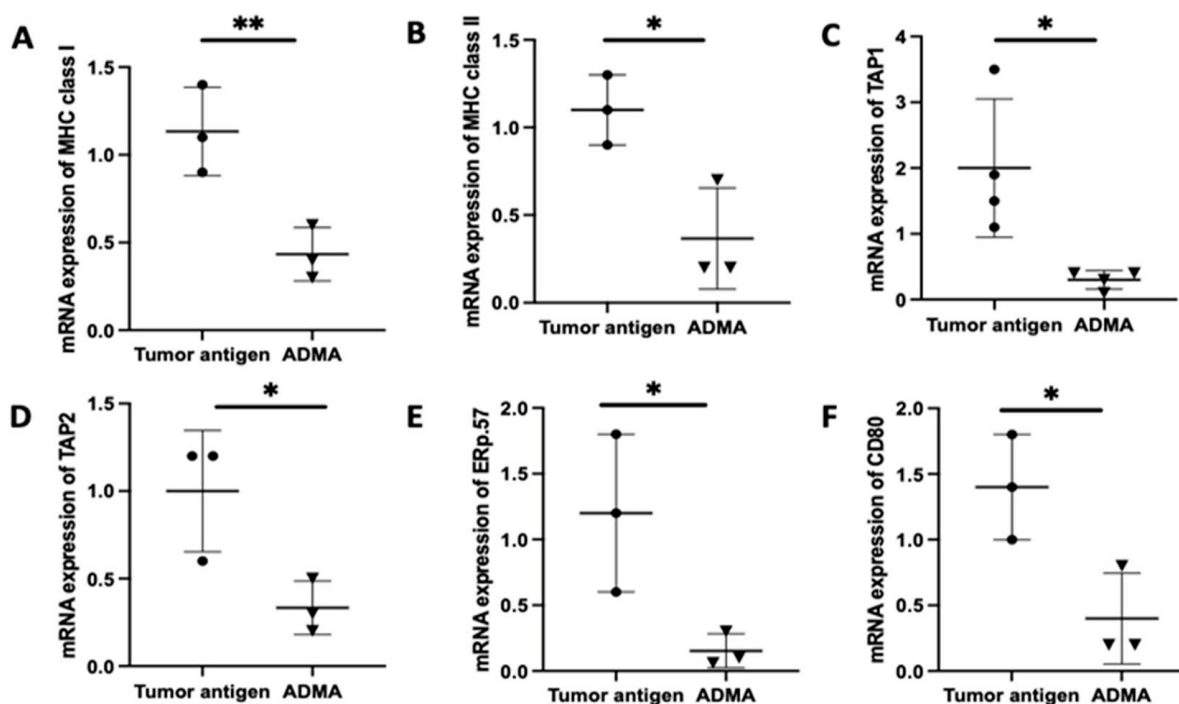 A
**
mRNA expression of MHC class I
1.5
1.0
0.5
0.0
Tumor antigen ADMA
B
*
mRNA expression of MHC class II
1.5
1.0
0.5
0.0
Tumor antigen ADMA
C
*
mRNA expression of TAP1
4
3
2
1
0
Tumor antigen ADMA
D
*
mRNA expression of TAP2
1.5
1.0
0.5
0.0
Tumor antigen ADMA
E
*
mRNA expression of ERp.57
2.0
1.5
1.0
0.5
0.0
Tumor antigen ADMA
F
*
mRNA expression of CD80
2.0
1.5
1.0
0.5
0.0
Tumor antigen ADMA